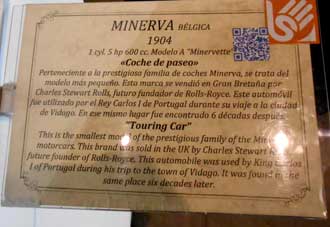 MINERVA BÉLGICA
1904
1 cyl. 5 hp 600 cc. Modelo A "Minervette"
«Coche de paseo»
Perteneciente a la prestigiosa familia de coches Minerva, se trata del
modelo más pequeño. Esta marca se vendió en Gran Bretaña por
Charles Stewart Rolls, futuro fundador de Rolls-Royce. Este automóvil
fue utilizado por el Rey Carlos I de Portugal durante su viaje a la ciudad
de Vidago. En ese mismo lugar fue encontrado 6 décadas después.
"Touring Car"
This is the smallest model of the prestigious family of the Minerva
motorcars. This brand was sold in the UK by Charles Stewart Rolls,
future founder of Rolls-Royce. This automobile was used by King Carlos
I of Portugal during his trip to the town of Vidago. It was found in the
same place six decades later.